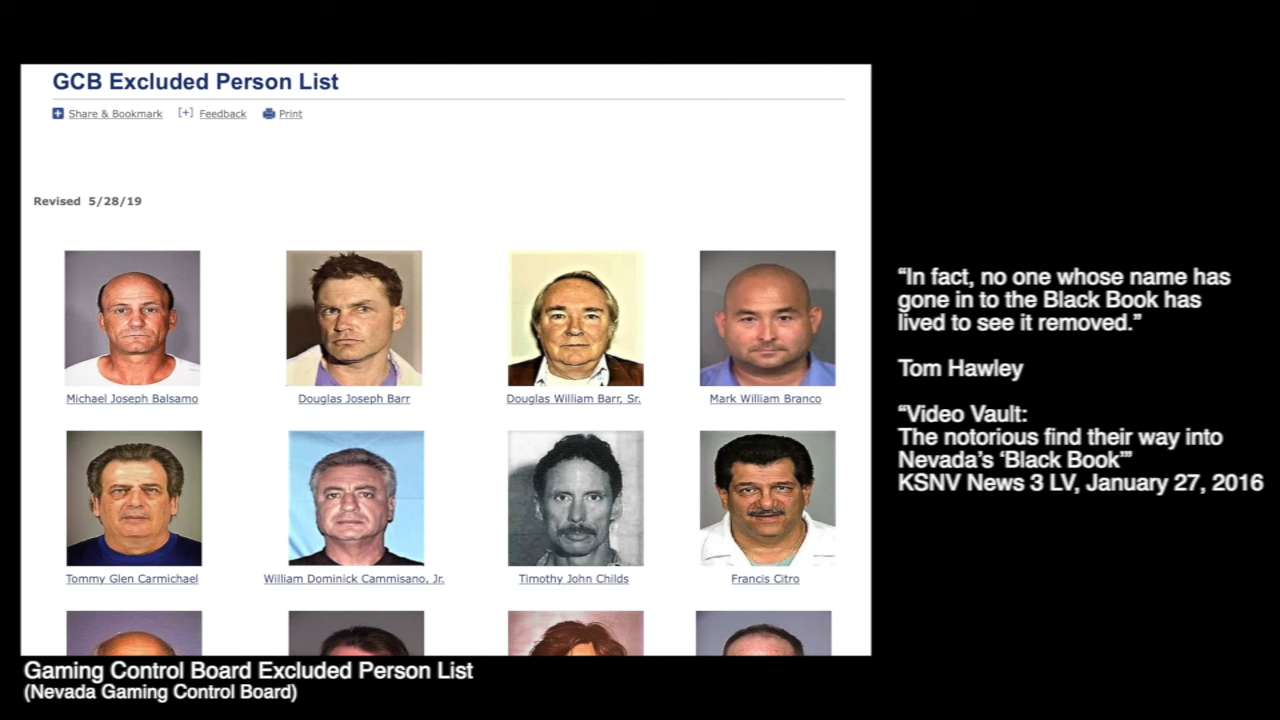 GCB Excluded Person List
Share & Bookmark [+] Feedback Print
Revised 5/28/19
Michael Joseph Balsamo
Douglas Joseph Barr
Douglas William Barr, Sr.
Mark William Branco
Tommy Glen Carmichael
William Dominick Cammisano, Jr.
Timothy John Childs
Francis Citro
Gaming Control Board Excluded Person List
(Nevada Gaming Control Board)
“In fact, no one whose name has
gone in to the Black Book has
lived to see it removed.”
Tom Hawley
“Video Vault:
The notorious find their way into
Nevada’s ‘Black Book’”
KSNV News 3 LV, January 27, 2016